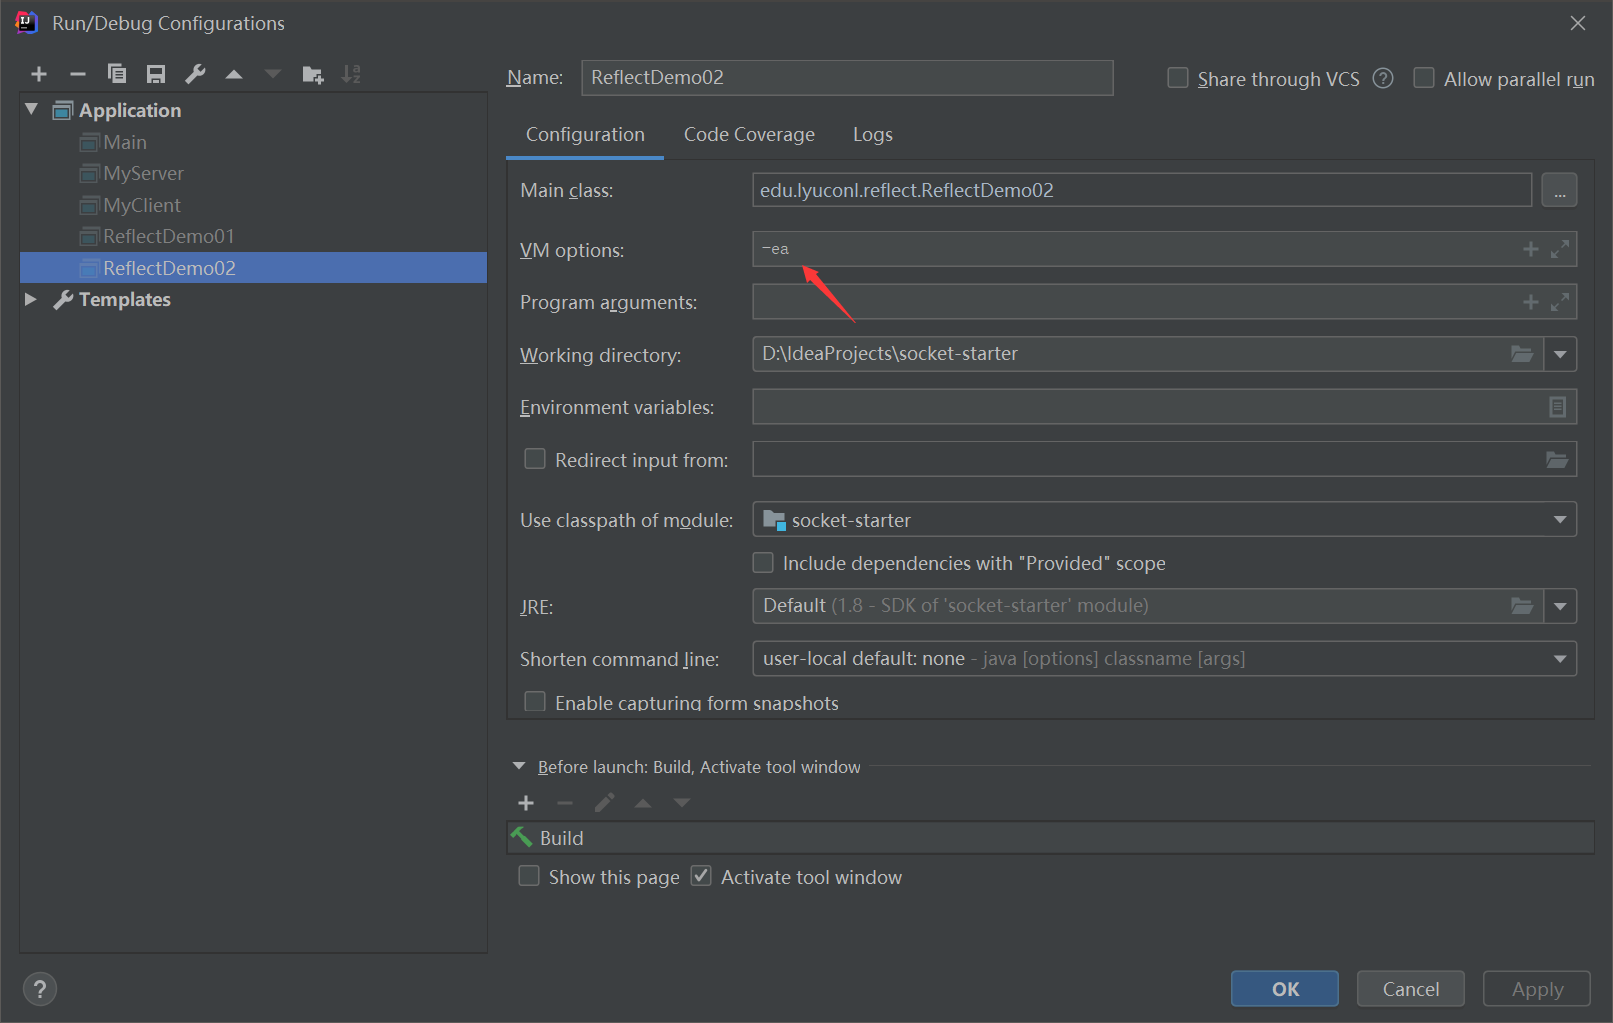 Run/Debug Configurations
Name: ReflectDemo02
Share through VCS ?
Allow parallel run
Application
Main
MyServer
MyClient
ReflectDemo01
ReflectDemo02
Templates
Configuration Code Coverage Logs
Main class: edu.lyuconl.reflect.ReflectDemo02 ...
VM options: -ea
Program arguments:
Working directory: D:\IdeaProjects\socket-starter
Environment variables:
Redirect input from:
Use classpath of module: socket-starter
Include dependencies with "Provided" scope
JRE: Default (1.8 - SDK of 'socket-starter' module)
Shorten command line: user-local default: none - java [options] classname [args]
Enable capturing form snapshots
Before launch: Build, Activate tool window
Build
Show this page Activate tool window
? OK Cancel Apply